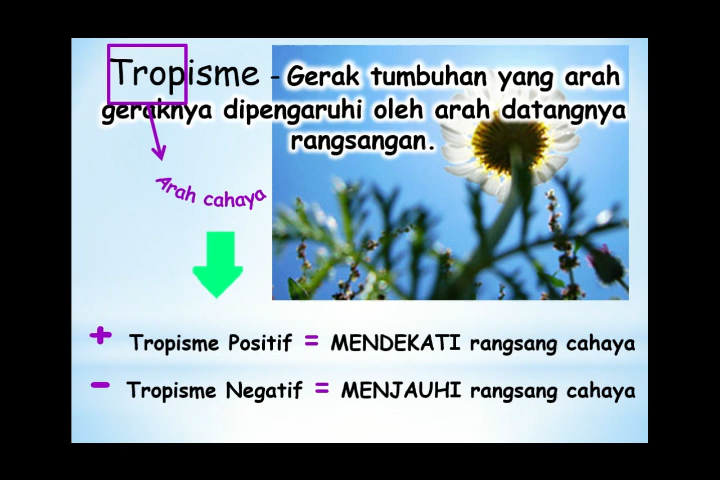 Tropisme - Gerak tumbuhan yang arah
geraknya dipengaruhi oleh arah datangnya
rangsangan.
Arah cahaya
+ Tropisme Positif = MENDEKATI rangsang cahaya
- Tropisme Negatif = MENJAUHI rangsang cahaya